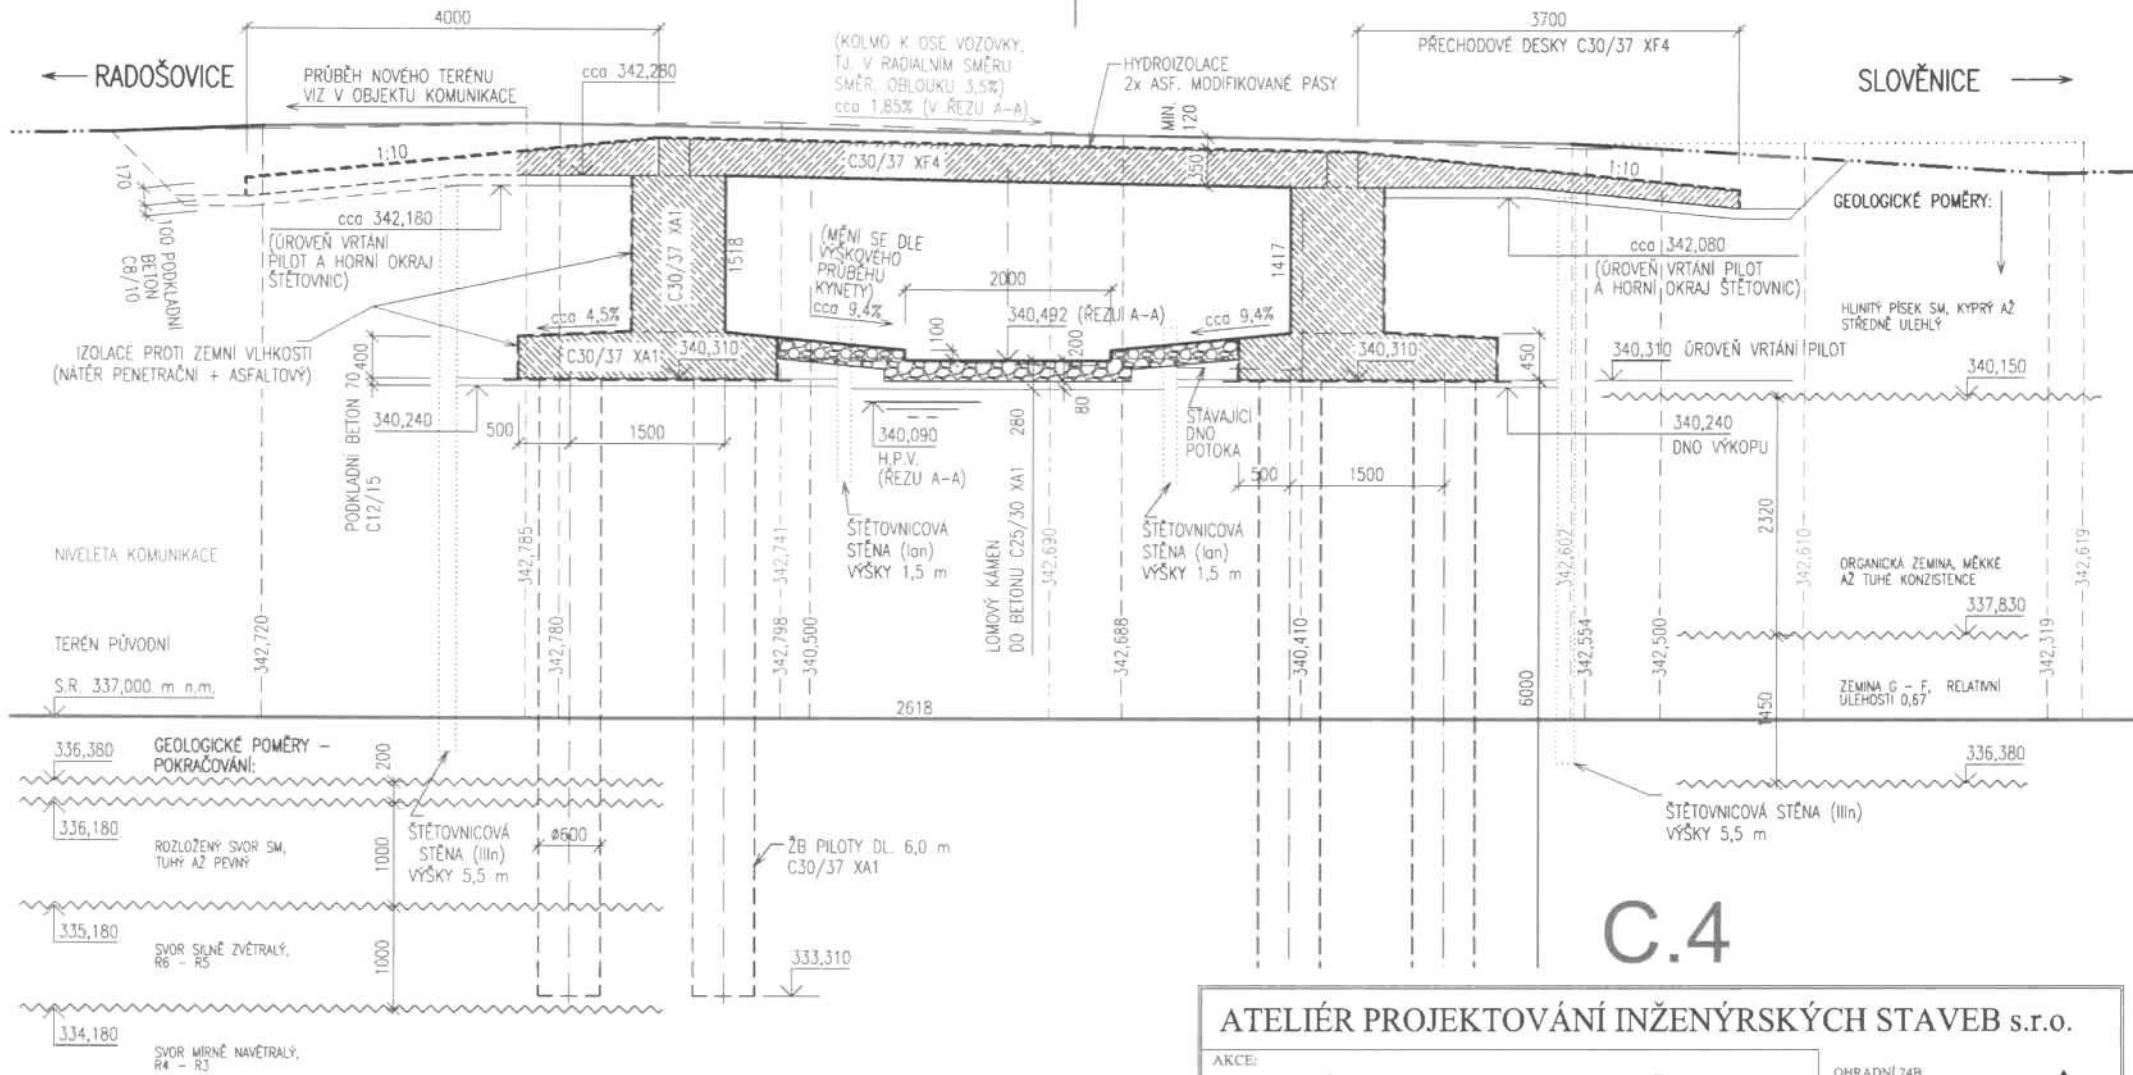 4000
← RADOŠOVICE
PRŮBĚH NOVÉHO TERÉNU
VIZ V OBJEKTU KOMUNIKACE
cca 342,280
(KOLMO K OSE VOZOVKY,
TJ. V RADIALNÍM SMĚRU
SMĚR. OBLOUKU 3,5%)
cca 1,85% (V ŘEZU A-A)
HYDROIZOLACE
2x ASF. MODIFIKOVANÉ PÁSY
MIN.
120
3700
PŘECHODOVÉ DESKY C30/37 XF4
SLOVĚNICE →
1:10
C30/37 XF4
350
1:10
170
100 PODKLADNÍ
BETON
C8/10
cca 342,180
(ÚROVEŇ VRTÁNÍ
PILOT A HORNÍ OKRAJ
ŠTĚTOVNIC)
C30/37 XA1
1518
(MĚNÍ SE DLE
VÝŠKOVÉHO
PRŮBĚHU
KYNETY)
cca 9,4%
2000
1417
cca 342,080
(ÚROVEŇ VRTÁNÍ PILOT
A HORNÍ OKRAJ ŠTĚTOVNIC)
GEOLOGICKÉ POMĚRY:
HLINITÝ PÍSEK SM, KYPRÝ AŽ
STŘEDNĚ ULEHLÝ
cca 4,5%
340,492 (ŘEZU A-A)
cca 9,4%
100
200
IZOLACE PROTI ZEMNÍ VLHKOSTI
(NÁTĚR PENETRAČNÍ + ASFALTOVÝ)
400
C30/37 XA1
340,310
340,310
450
340,310 ÚROVEŇ VRTÁNÍ PILOT
340,150
PODKLADNÍ BETON 70
C12/15
340,240
500
1500
340,090
H.P.V.
(ŘEZU A-A)
280
80
STÁVAJÍCÍ
DNO
POTOKA
500
1500
340,240
DNO VÝKOPU
2320
ŠTĚTOVNICOVÁ
STĚNA (Ian)
VÝŠKY 1,5 m
LOMOVÝ KÁMEN
DO BETONU C25/30 XA1
ŠTĚTOVNICOVÁ
STĚNA (Ian)
VÝŠKY 1,5 m
NIVELETA KOMUNIKACE
342,785
342,741
342,690
342,602
342,610
342,619
ORGANICKÁ ZEMINA, MĚKKÉ
AŽ TUHÉ KONZISTENCE
337,830
TERÉN PŮVODNÍ
342,720
342,780
342,798
340,500
342,688
340,410
342,554
342,500
342,319
S.R. 337,000 m n.m.
2618
6000
1450
ZEMINA G - F, RELATIVNÍ
ULEHOSTI 0,67
336,380
GEOLOGICKÉ POMĚRY -
POKRAČOVÁNÍ:
200
336,380
336,180
ROZLOŽENÝ SVOR SM,
TUHÝ AŽ PEVNÝ
1000
ŠTĚTOVNICOVÁ
STĚNA (IIIn)
VÝŠKY 5,5 m
ø600
ŽB PILOTY DL. 6,0 m
C30/37 XA1
ŠTĚTOVNICOVÁ STĚNA (IIIn)
VÝŠKY 5,5 m
335,180
SVOR SILNĚ ZVĚTRALÝ,
R6 - R5
1000
333,310
C.4
334,180
SVOR MÍRNĚ NAVĚTRALÝ,
R4 - R3
ATELIÉR PROJEKTOVÁNÍ INŽENÝRSKÝCH STAVEB s.r.o.
AKCE:
OHRADNÍ 24B